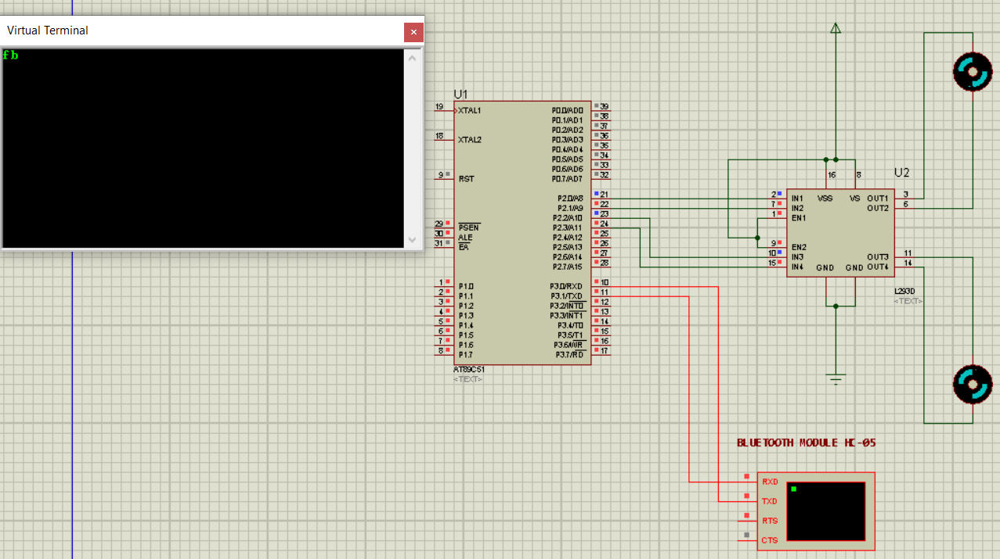 Virtual Terminal
f b
U1
19 XTAL1
18 XTAL2
9 RST
29 PSEN
30 ALE
31 EA
1 P1.0
2 P1.1
3 P1.2
4 P1.3
5 P1.4
6 P1.5
7 P1.6
8 P1.7
P0.0/AD0 39
P0.1/AD1 38
P0.2/AD2 37
P0.3/AD3 36
P0.4/AD4 35
P0.5/AD5 34
P0.6/AD6 33
P0.7/AD7 32
P2.0/A8 21
P2.1/A9 22
P2.2/A10 23
P2.3/A11 24
P2.4/A12 25
P2.5/A13 26
P2.6/A14 27
P2.7/A15 28
P3.0/RXD 10
P3.1/TXD 11
P3.2/INT0 12
P3.3/INT1 13
P3.4/T0 14
P3.5/T1 15
P3.6/WR 16
P3.7/RD 17
AT89C51
<TEXT>
U2
16 8
2 IN1 VSS VS OUT1 3
7 IN2 OUT2 6
1 EN1
9 EN2
10 IN3 OUT3 11
15 IN4 GND GND OUT4 14
L293D
<TEXT>
BLUETOOTH MODULE HC-05
RXD
TXD
RTS
CTS